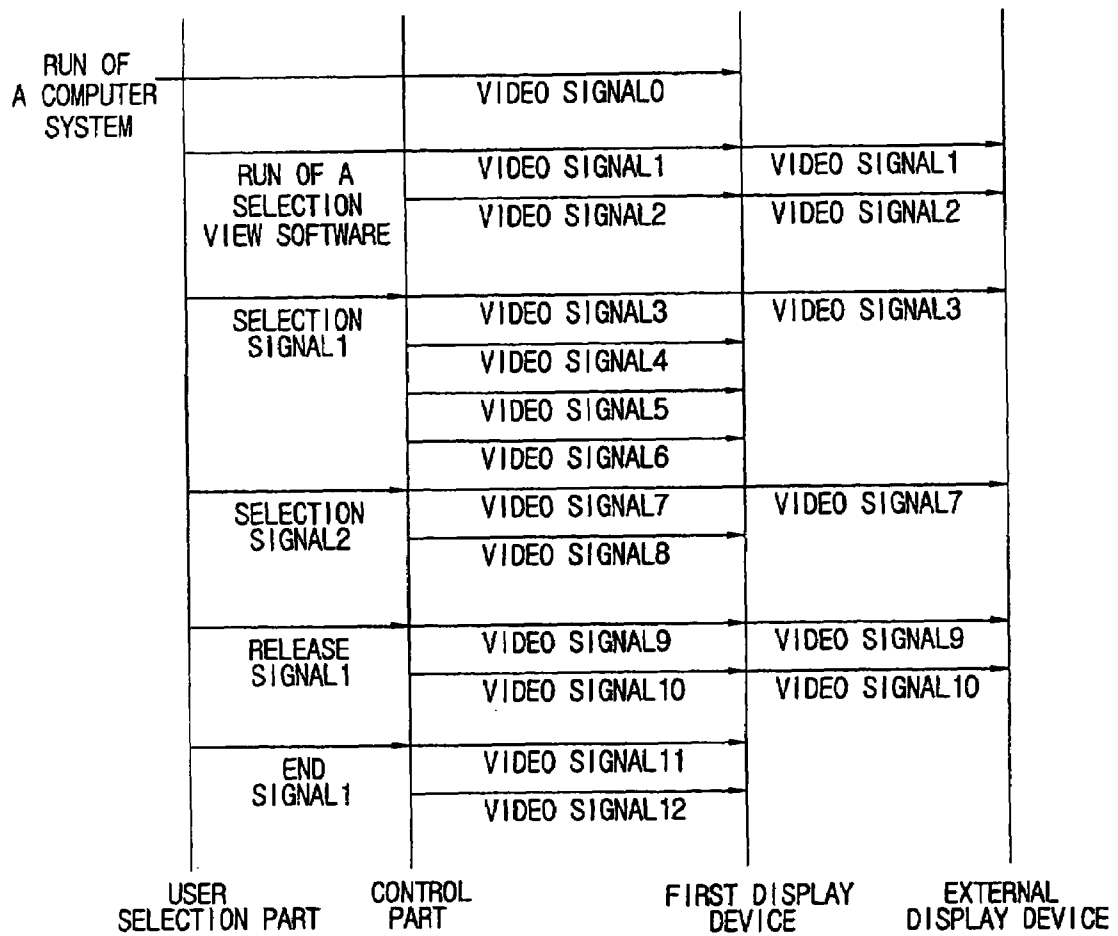 RUN OF
A COMPUTER
SYSTEM
VIDEO SIGNAL0
RUN OF A
SELECTION
VIEW SOFTWARE
VIDEO SIGNAL1
VIDEO SIGNAL1
VIDEO SIGNAL2
VIDEO SIGNAL2
SELECTION
SIGNAL1
VIDEO SIGNAL3
VIDEO SIGNAL3
VIDEO SIGNAL4
VIDEO SIGNAL5
VIDEO SIGNAL6
SELECTION
SIGNAL2
VIDEO SIGNAL7
VIDEO SIGNAL7
VIDEO SIGNAL8
RELEASE
SIGNAL1
VIDEO SIGNAL9
VIDEO SIGNAL9
VIDEO SIGNAL10
VIDEO SIGNAL10
END
SIGNAL1
VIDEO SIGNAL11
VIDEO SIGNAL12
USER
SELECTION PART
CONTROL
PART
FIRST DISPLAY
DEVICE
EXTERNAL
DISPLAY DEVICE